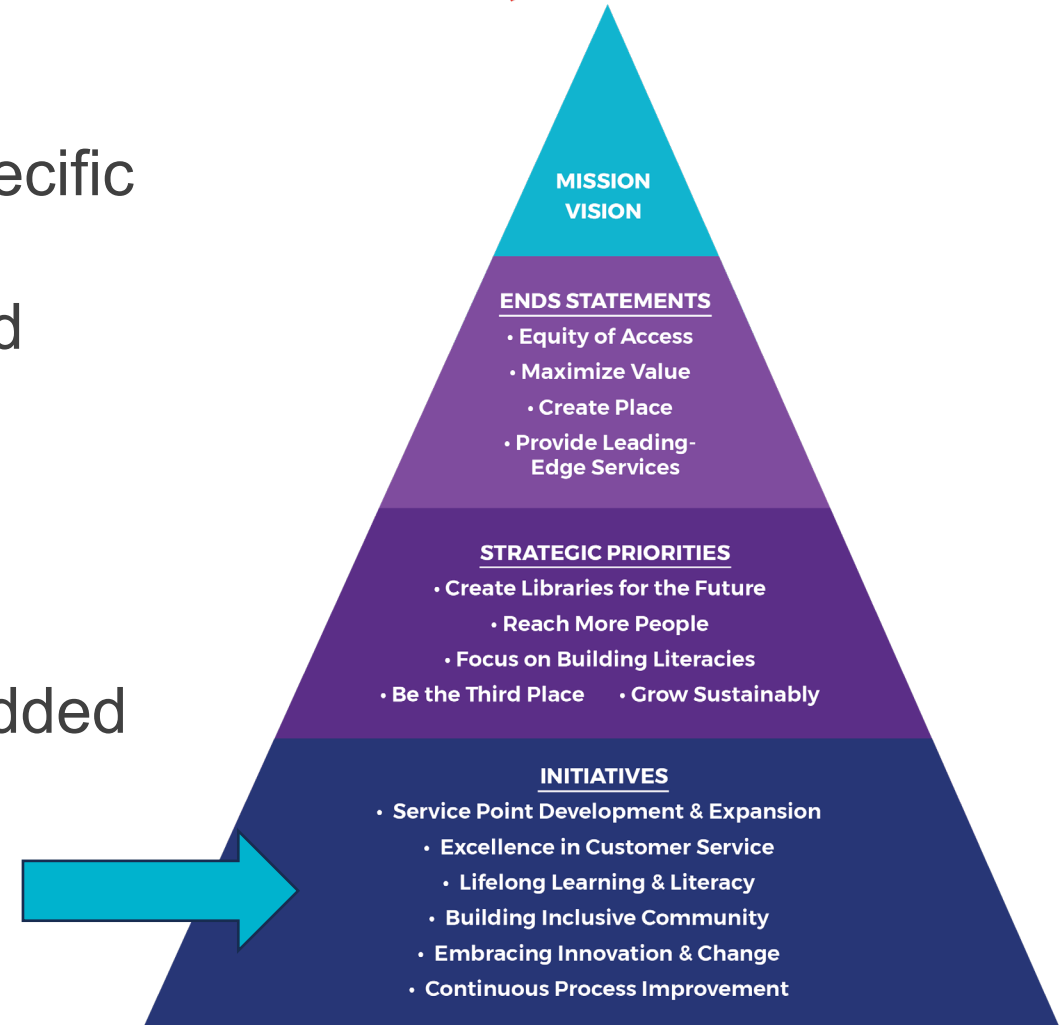 ecific
d
dded
MISSION
VISION
ENDS STATEMENTS
• Equity of Access
• Maximize Value
• Create Place
• Provide Leading-
Edge Services
STRATEGIC PRIORITIES
• Create Libraries for the Future
• Reach More People
• Focus on Building Literacies
• Be the Third Place • Grow Sustainably
INITIATIVES
• Service Point Development & Expansion
• Excellence in Customer Service
• Lifelong Learning & Literacy
• Building Inclusive Community
• Embracing Innovation & Change
• Continuous Process Improvement